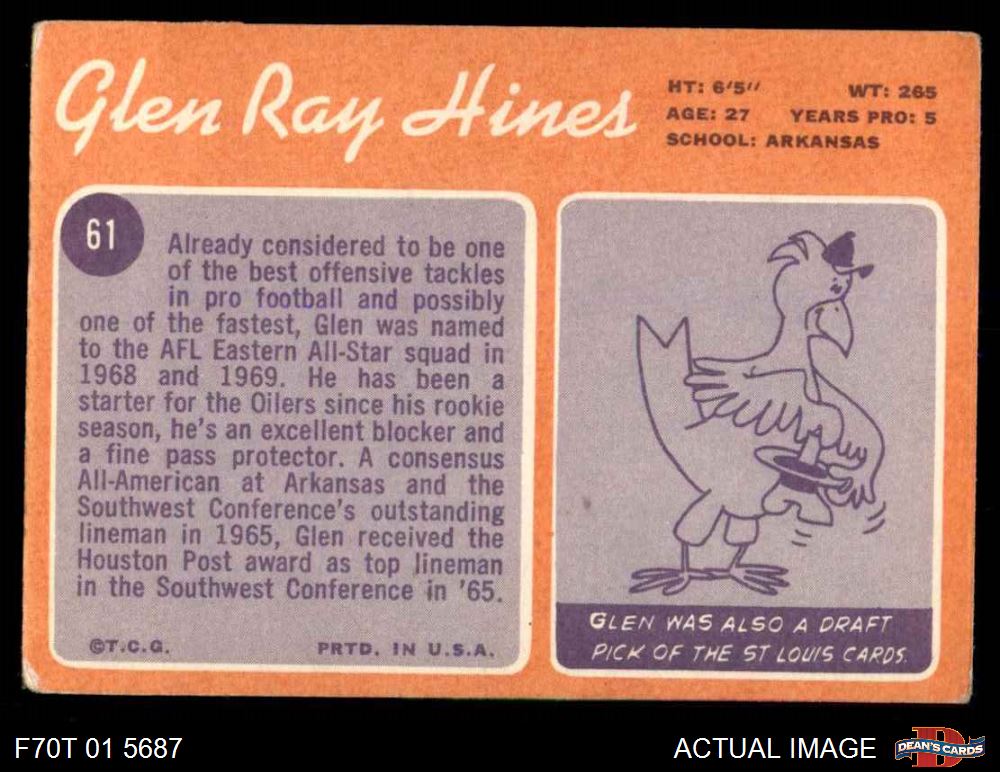 Glen Ray Hines
HT: 6'5"
WT: 265
AGE: 27
YEARS PRO: 5
SCHOOL: ARKANSAS
61
Already considered to be one
of the best offensive tackles
in pro football and possibly
one of the fastest, Glen was named
to the AFL Eastern All-Star squad in
1968 and 1969. He has been a
starter for the Oilers since his rookie
season, he's an excellent blocker and
a fine pass protector. A consensus
All-American at Arkansas and the
Southwest Conference's outstanding
lineman in 1965, Glen received the
Houston Post award as top lineman
in the Southwest Conference in '65.
©T.C.G.
PRTD. IN U.S.A.
GLEN WAS ALSO A DRAFT
PICK OF THE ST LOUIS CARDS.
F70T 01 5687
ACTUAL IMAGE
D
DEAN'S CARDS